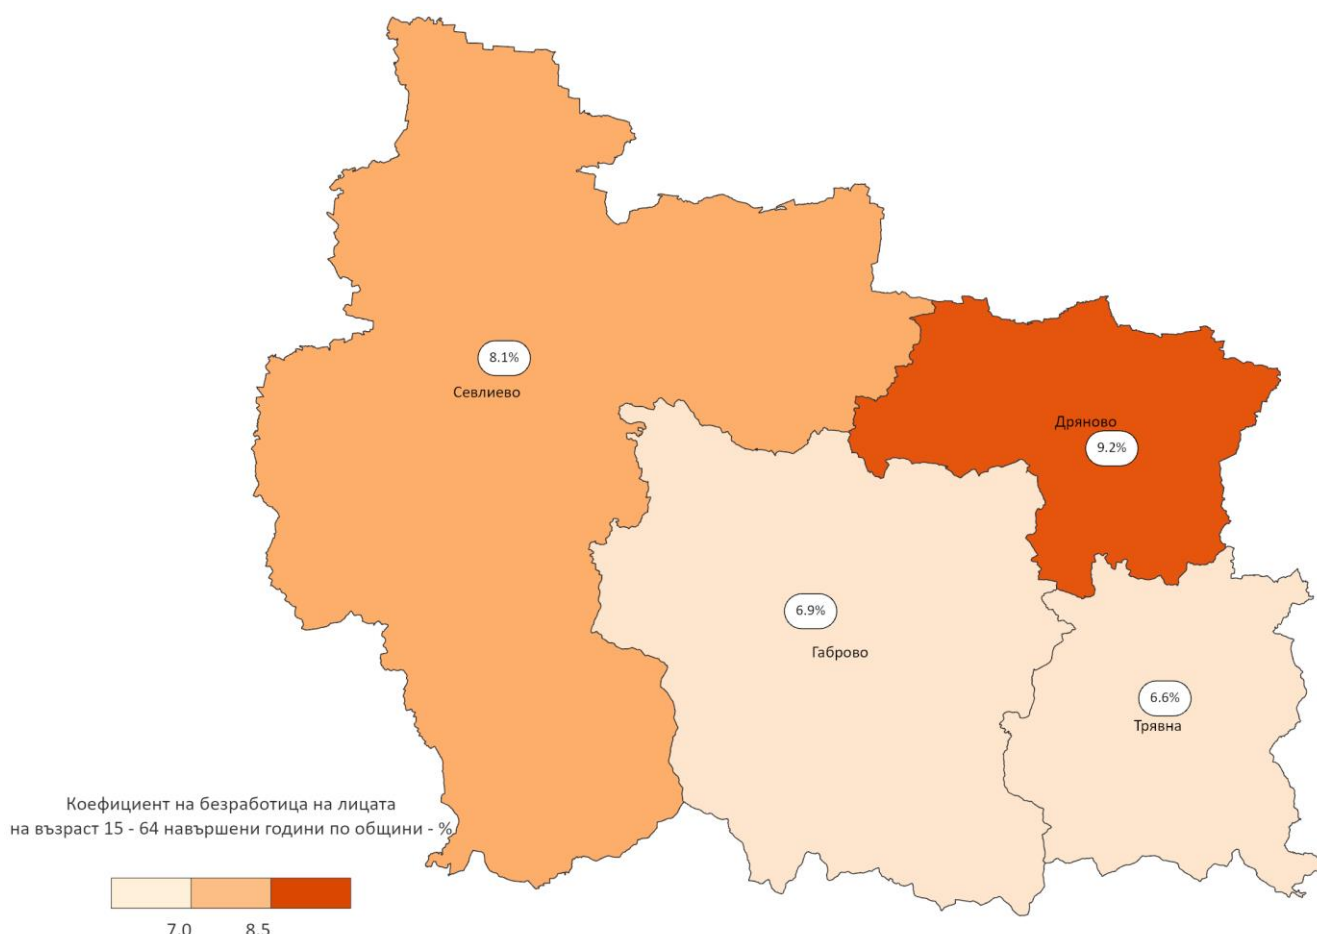 8.1%
Севлиево
Дряново
9.2%
6.9%
Габрово
6.6%
Трявна
Коефициент на безработица на лицата
на възраст 15 - 64 навършени години по общини - %
7.0 8.5